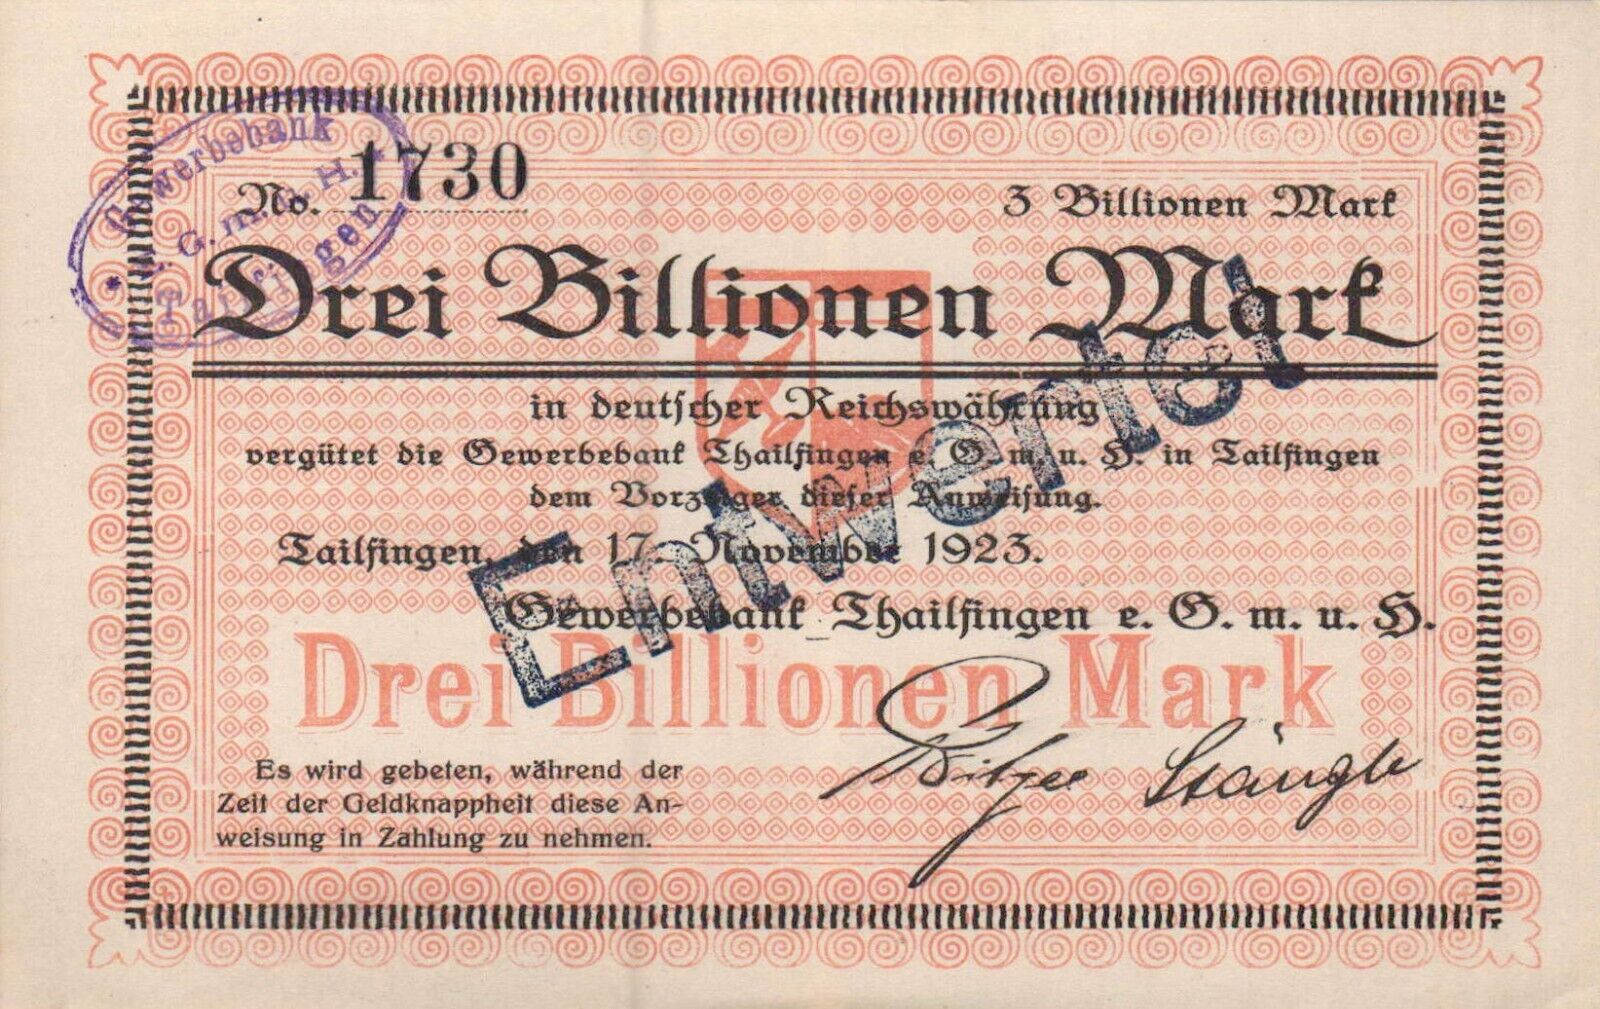 Gewerbebank
e. G. m. u. H.
Tailfingen
No. 1730
3 Billionen Mark
Drei Billionen Mark
in deutscher Reichswährung
vergütet die Gewerbebank Thailfingen e. G. m. u. H. in Tailfingen
dem Vorzeiger dieser Anweisung.
Tailfingen, den 17. November 1923.
Gewerbebank Thailfingen e. G. m. u. H.
Entwertet
Drei Billionen Mark
Es wird gebeten, während der
Zeit der Geldknappheit diese An-
weisung in Zahlung zu nehmen.